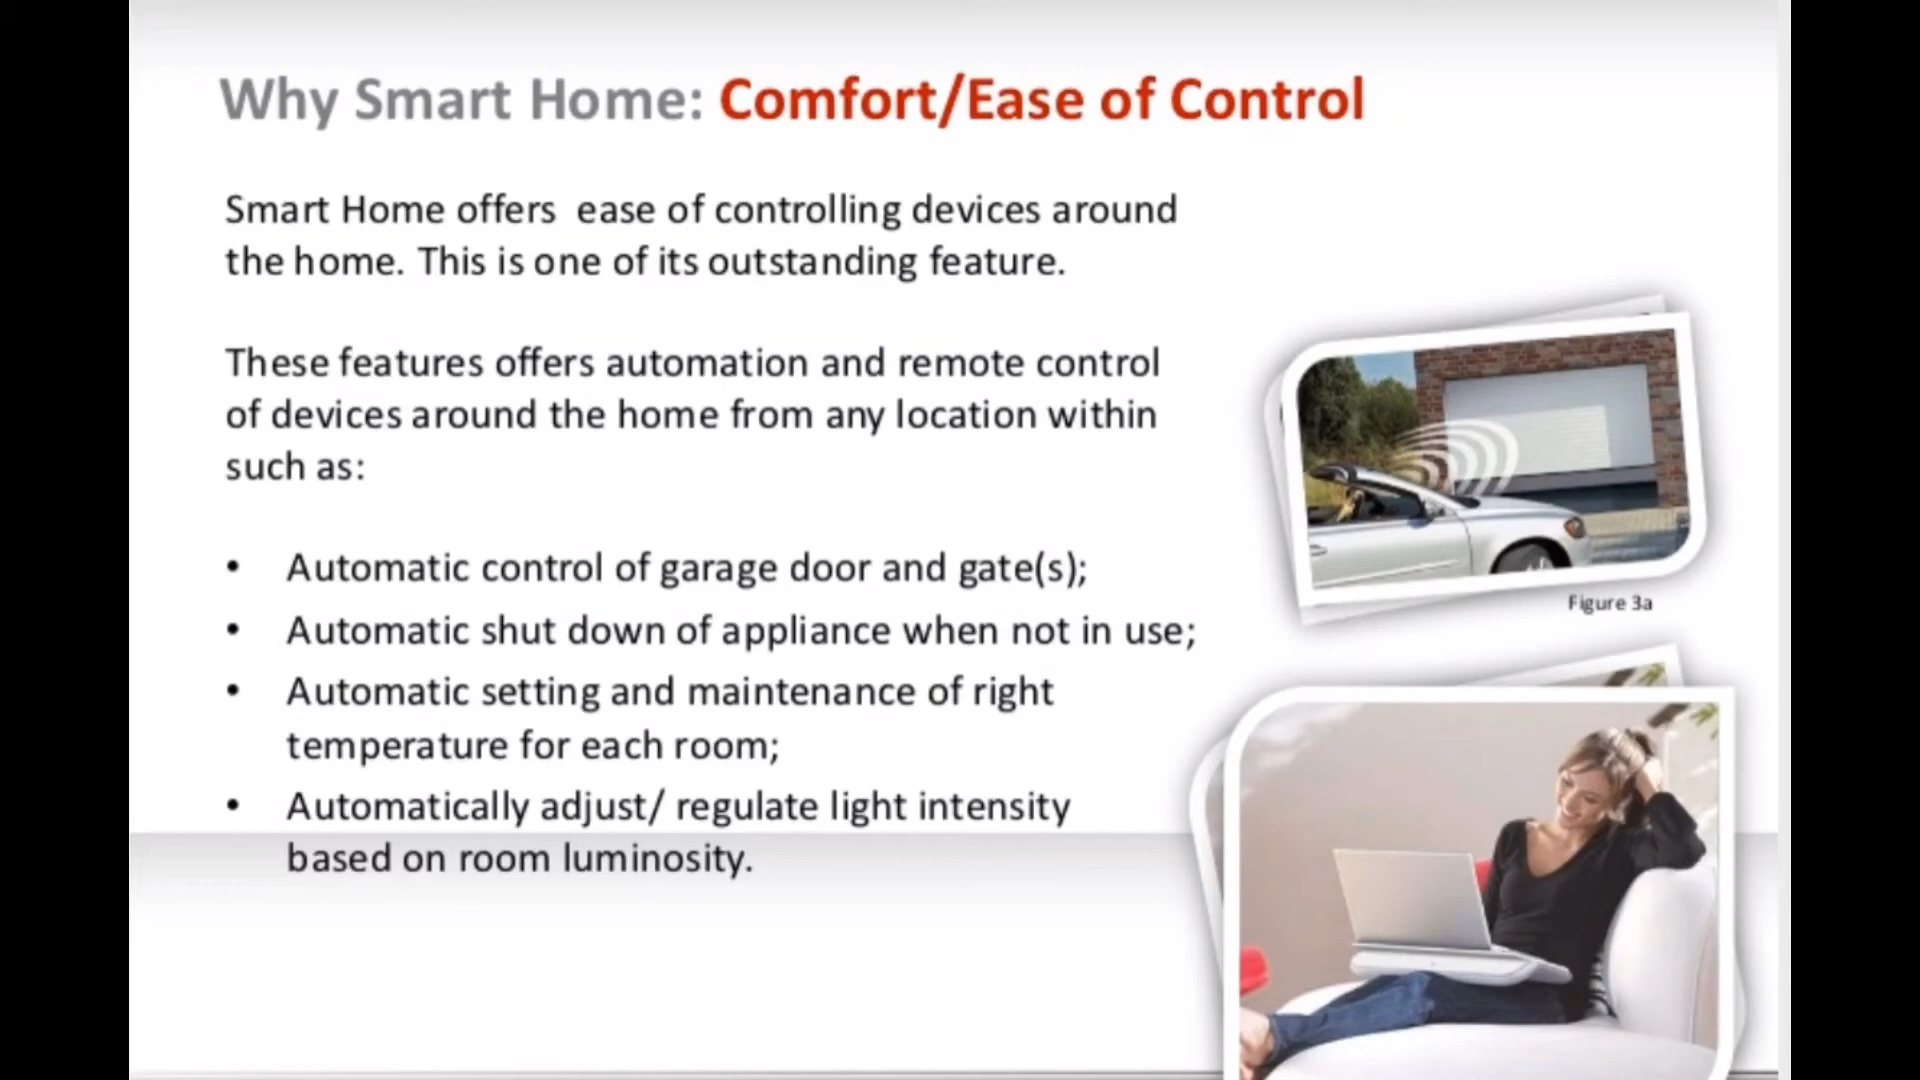 Why Smart Home: Comfort/Ease of Control
Smart Home offers ease of controlling devices around
the home. This is one of its outstanding feature.
These features offers automation and remote control
of devices around the home from any location within
such as:
• Automatic control of garage door and gate(s);
• Automatic shut down of appliance when not in use;
• Automatic setting and maintenance of right
temperature for each room;
• Automatically adjust/ regulate light intensity
based on room luminosity.
Figure 3a